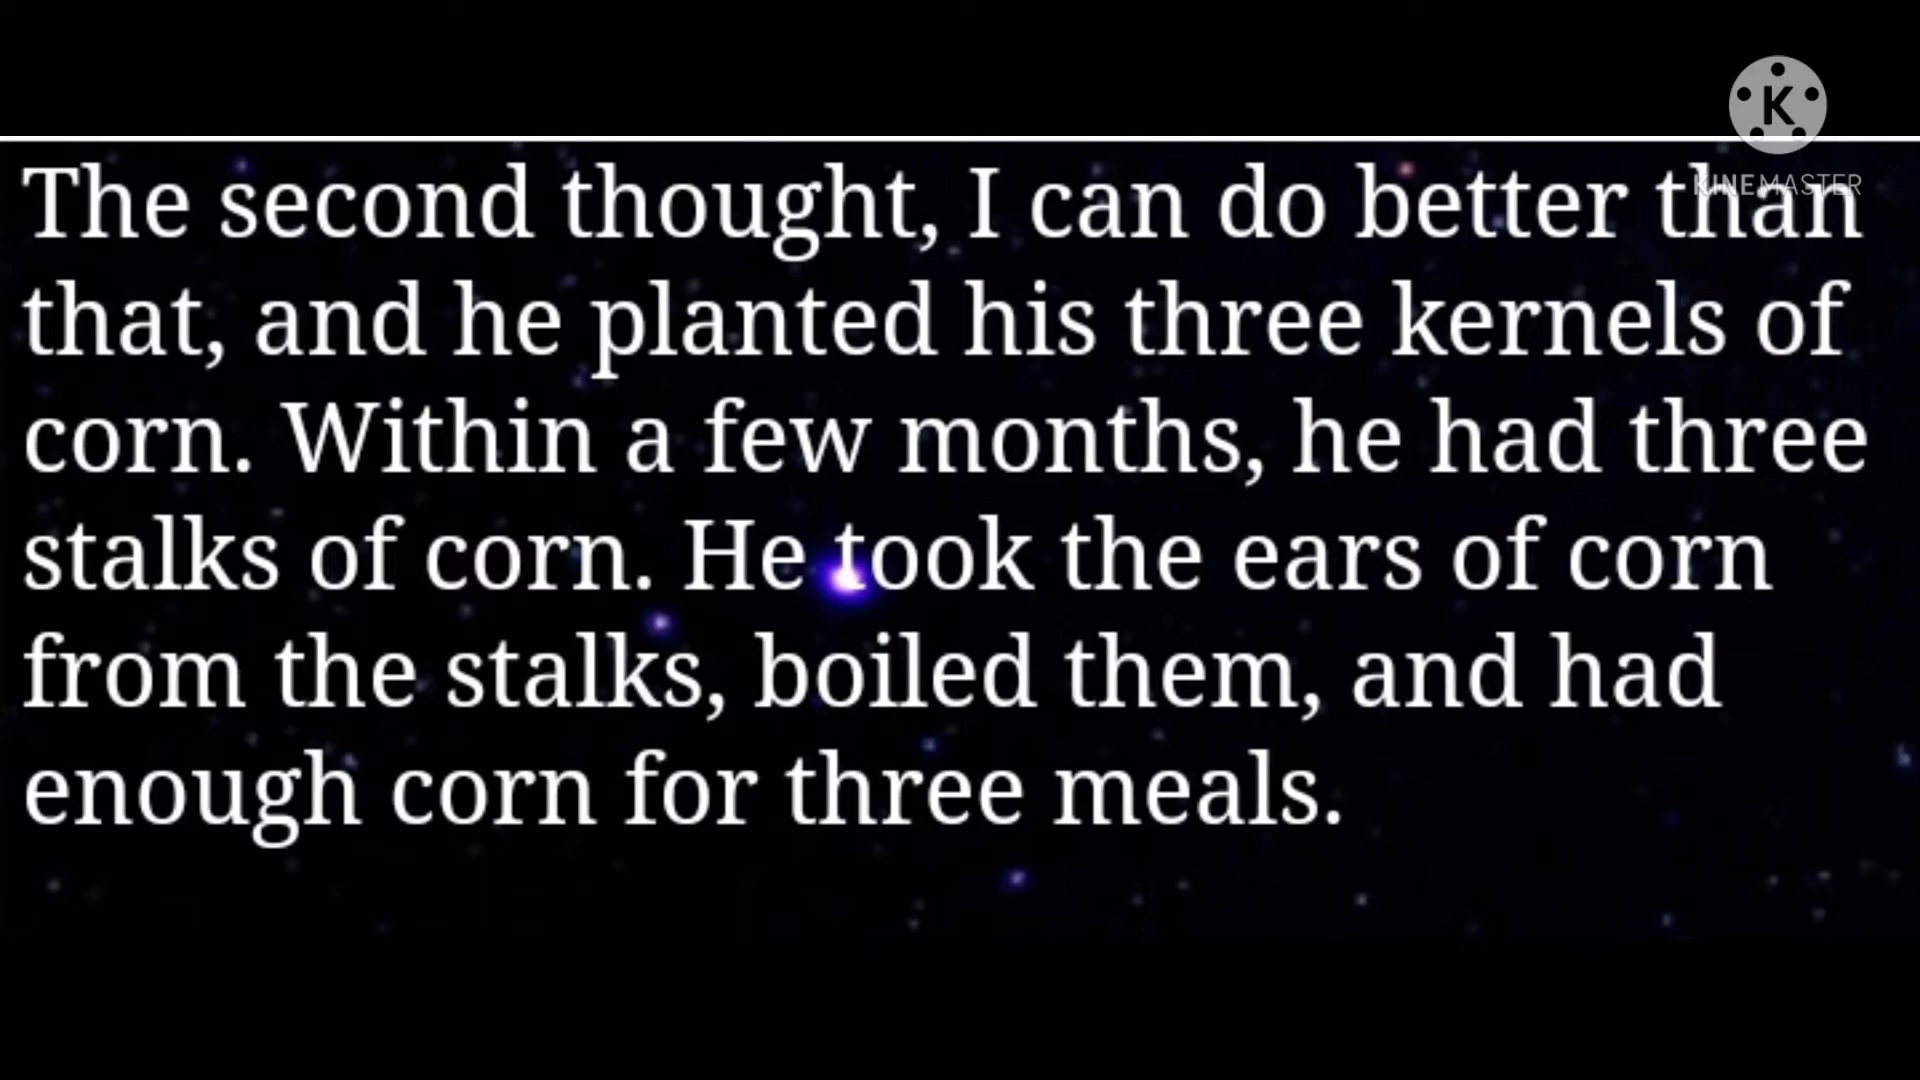 K
KINEMASTER
The second thought, I can do better than
that, and he planted his three kernels of
corn. Within a few months, he had three
stalks of corn. He took the ears of corn
from the stalks, boiled them, and had
enough corn for three meals.